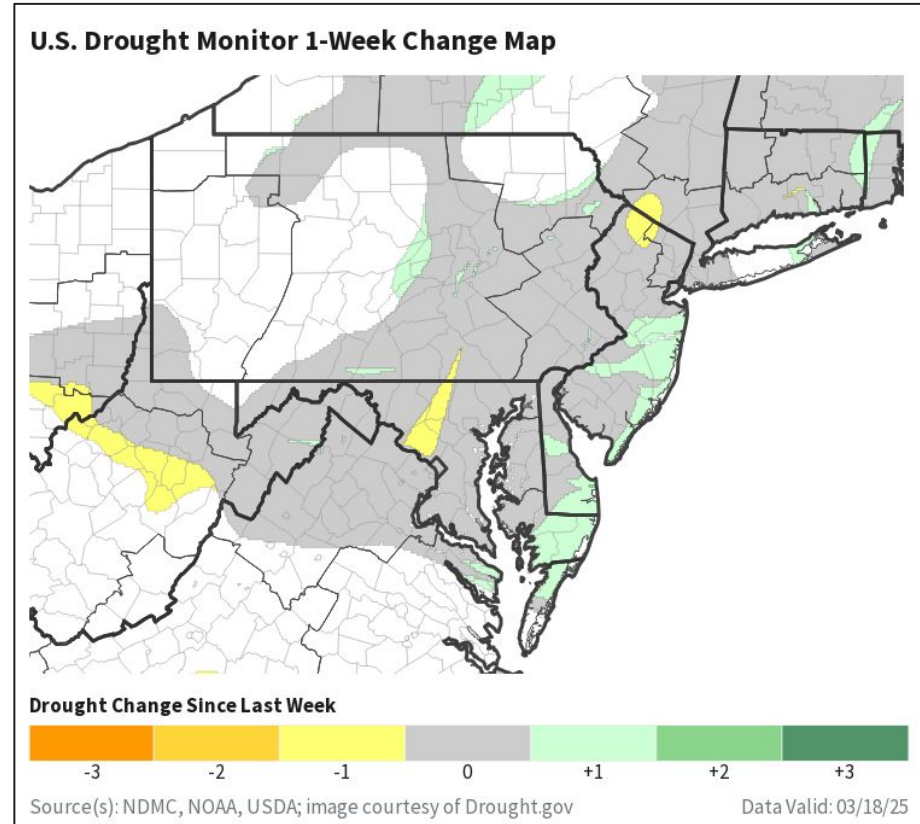 U.S. Drought Monitor 1-Week Change Map
Drought Change Since Last Week
-3 -2 -1 0 +1 +2 +3
Source(s): NDMC, NOAA, USDA; image courtesy of Drought.gov Data Valid: 03/18/25